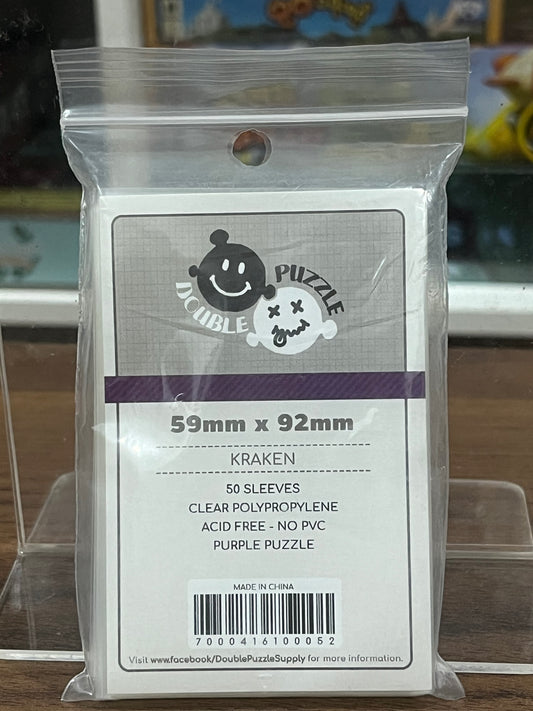 DOUBLE
PUZZLE
59mm x 92mm
KRAKEN
50 SLEEVES
CLEAR POLYPROPYLENE
ACID FREE - NO PVC
PURPLE PUZZLE
MADE IN CHINA
7000416100052
Visit www.facebook/DoublePuzzleSupply for more information.